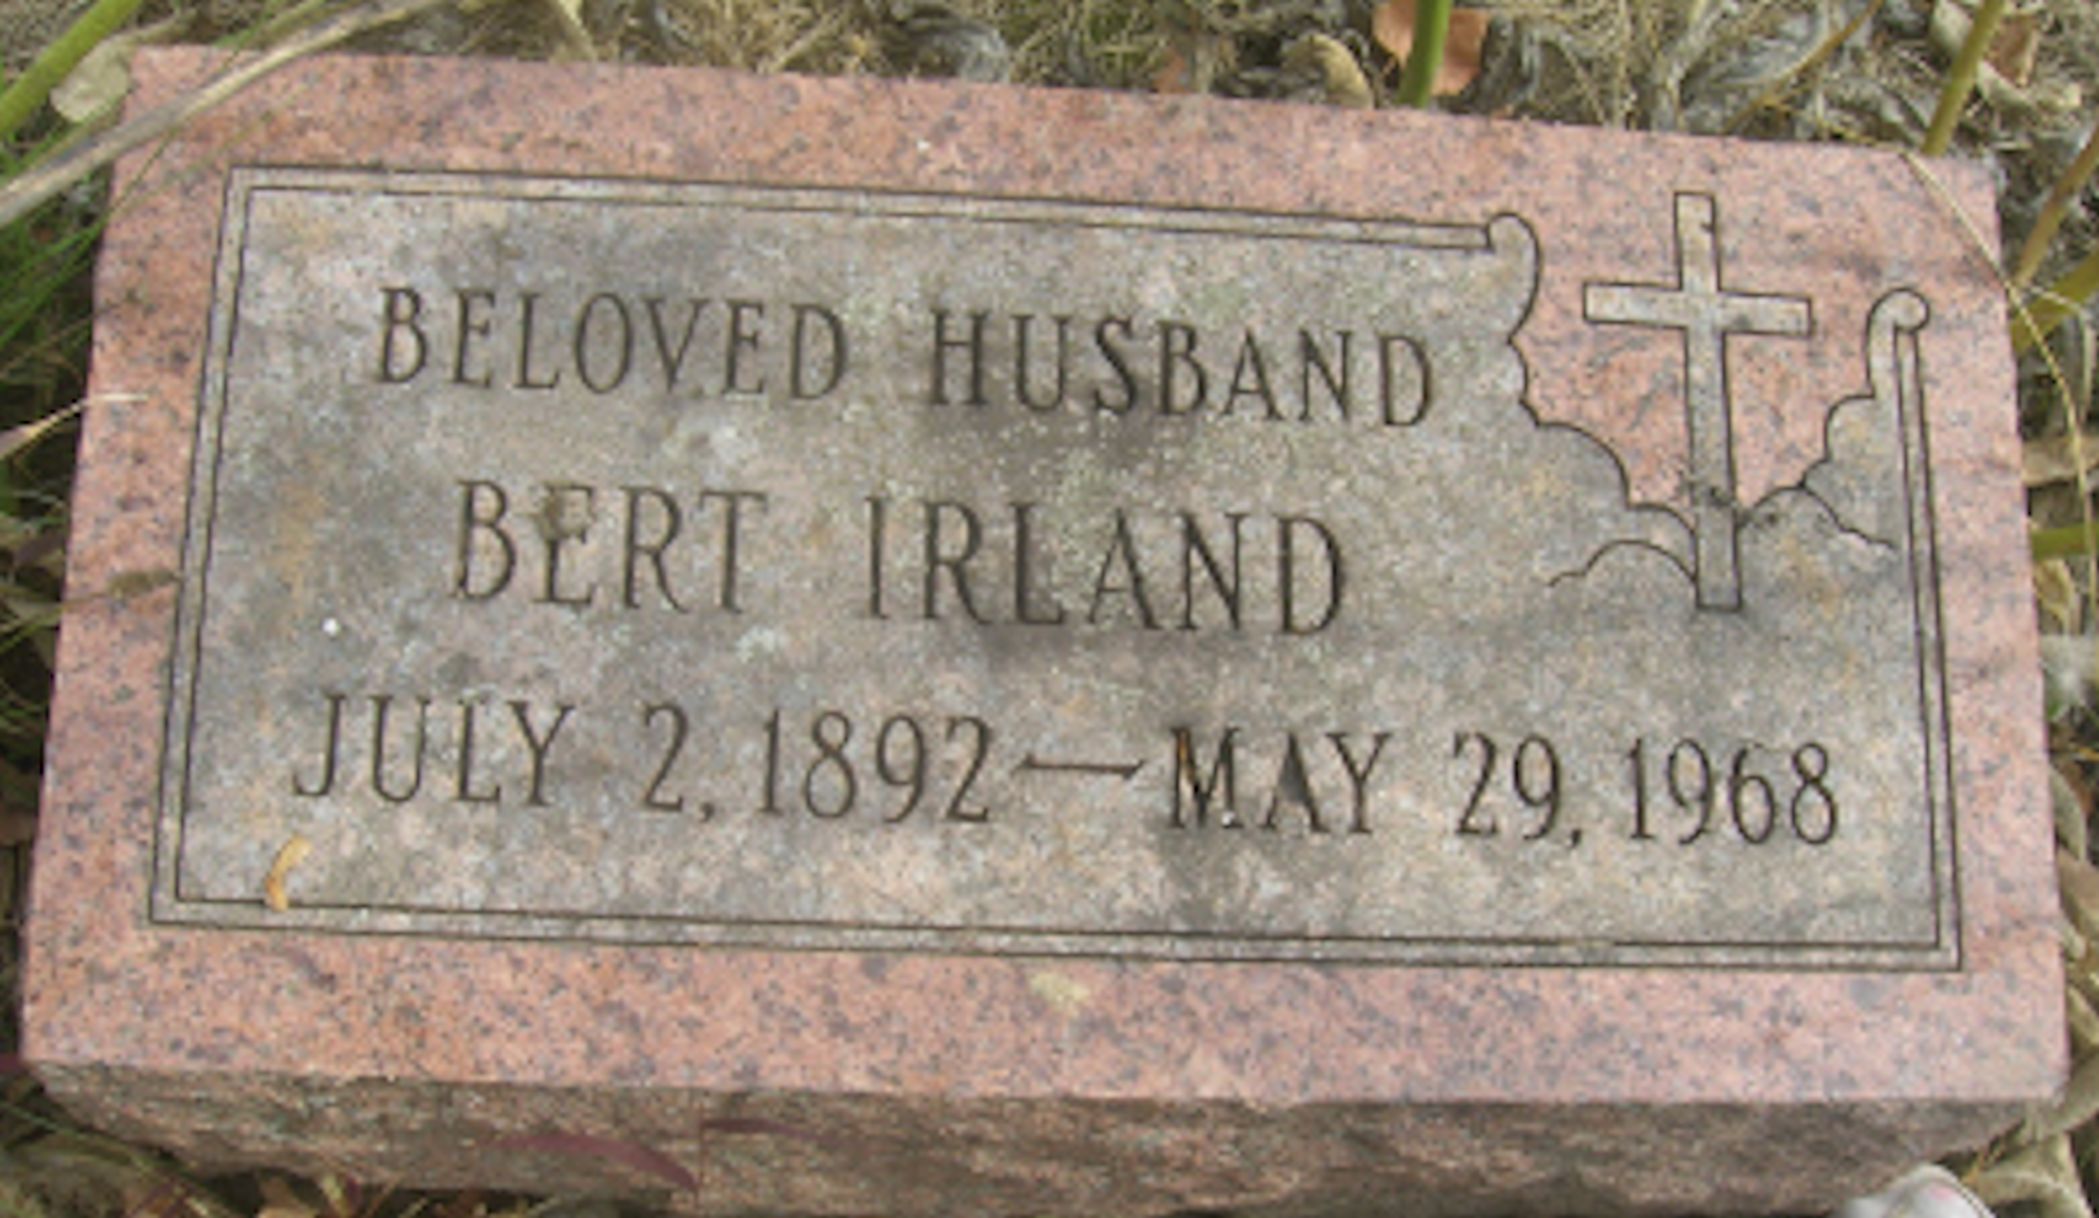 BELOVED HUSBAND
BERT IRLAND
JULY 2, 1892 — MAY 29, 1968